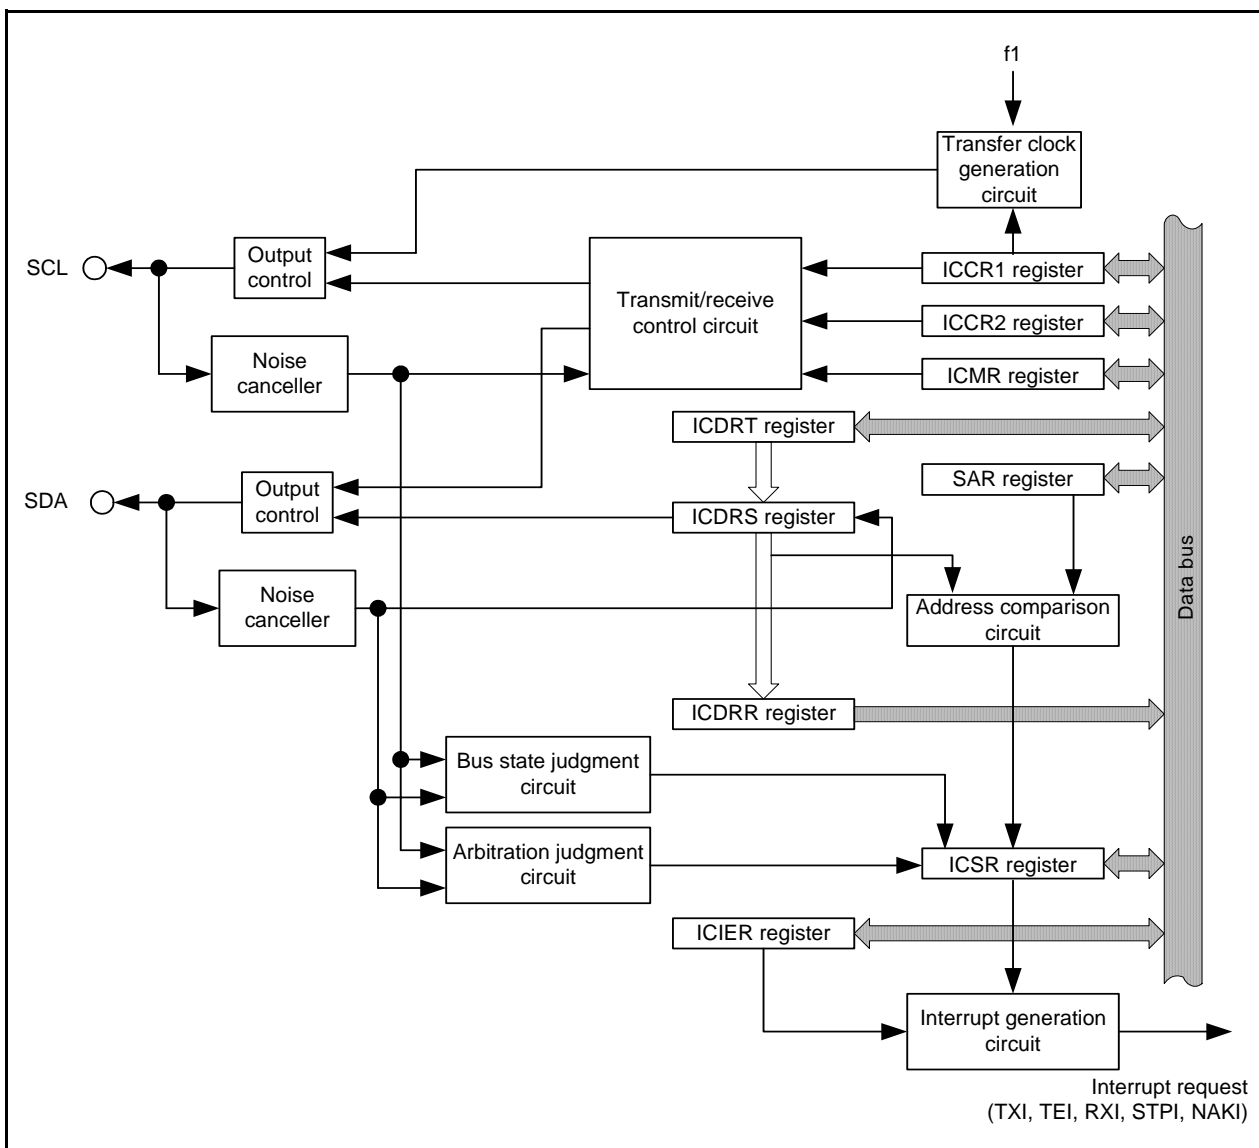 f1
Transfer clock
generation
circuit
SCL
Output
control
Transmit/receive
control circuit
ICCR1 register
ICCR2 register
Noise
canceller
ICMR register
ICDRT register
SAR register
SDA
Output
control
ICDRS register
Data bus
Noise
canceller
Address comparison
circuit
ICDRR register
Bus state judgment
circuit
Arbitration judgment
circuit
ICSR register
ICIER register
Interrupt generation
circuit
Interrupt request
(TXI, TEI, RXI, STPI, NAKI)